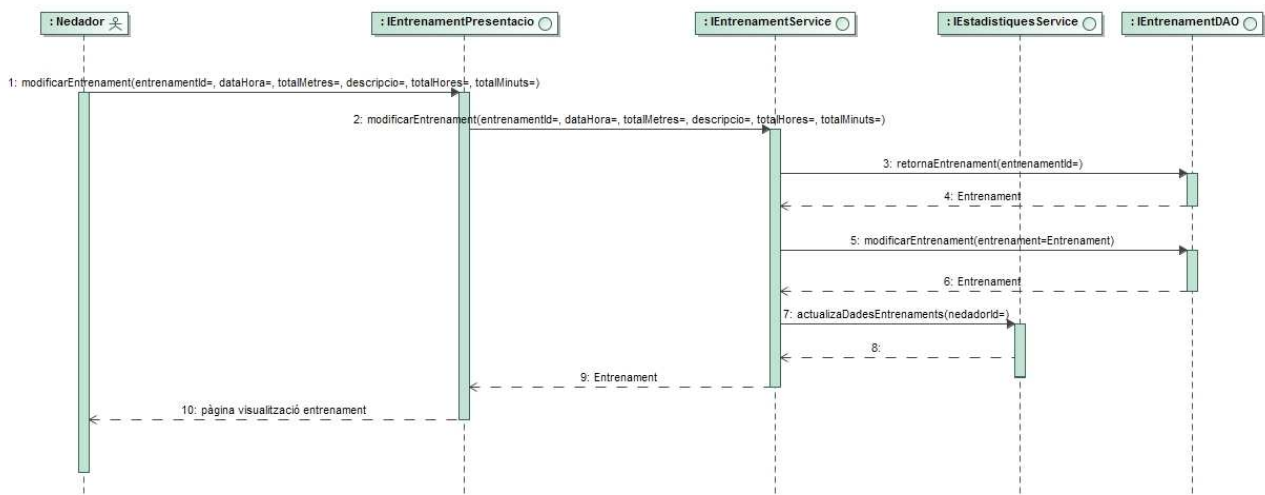 : Nedador
: IEntrenamentPresentacio
: IEntrenamentService
: IEstadistiquesService
: IEntrenamentDAO
1: modificarEntrenament(entrenamentId=, dataHora=, totalMetres=, descripcio=, totalHores=, totalMinuts=)
2: modificarEntrenament(entrenamentId=, dataHora=, totalMetres=, descripcio=, totalHores=, totalMinuts=)
3: retornaEntrenament(entrenamentId=)
4: Entrenament
5: modificarEntrenament(entrenament=Entrenament)
6: Entrenament
7: actualizaDadesEntrenaments(nedadorId=)
8:
9: Entrenament
10: pàgina visualització entrenament